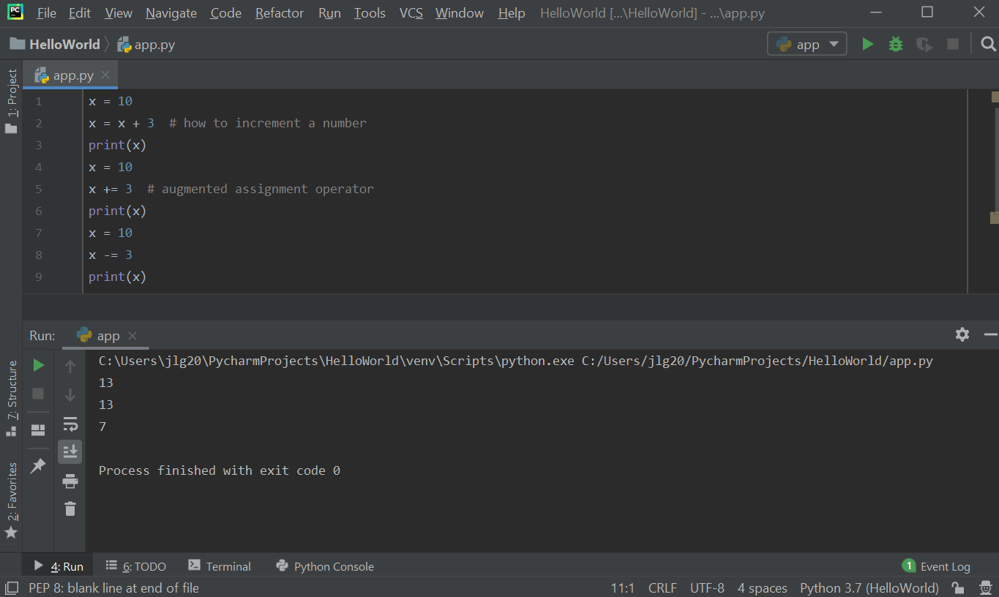 PC File Edit View Navigate Code Refactor Run Tools VCS Window Help HelloWorld [...\HelloWorld] - ...\app.py
HelloWorld app.py app
1: Project
app.py
1 x = 10
2 x = x + 3  # how to increment a number
3 print(x)
4 x = 10
5 x += 3  # augmented assignment operator
6 print(x)
7 x = 10
8 x -= 3
9 print(x)
Run: app
7: Structure
2: Favorites
C:\Users\jlg20\PycharmProjects\HelloWorld\venv\Scripts\python.exe C:/Users/jlg20/PycharmProjects/HelloWorld/app.py
13
13
7
Process finished with exit code 0
4: Run 6: TODO Terminal Python Console 1 Event Log
PEP 8: blank line at end of file 11:1 CRLF UTF-8 4 spaces Python 3.7 (HelloWorld)